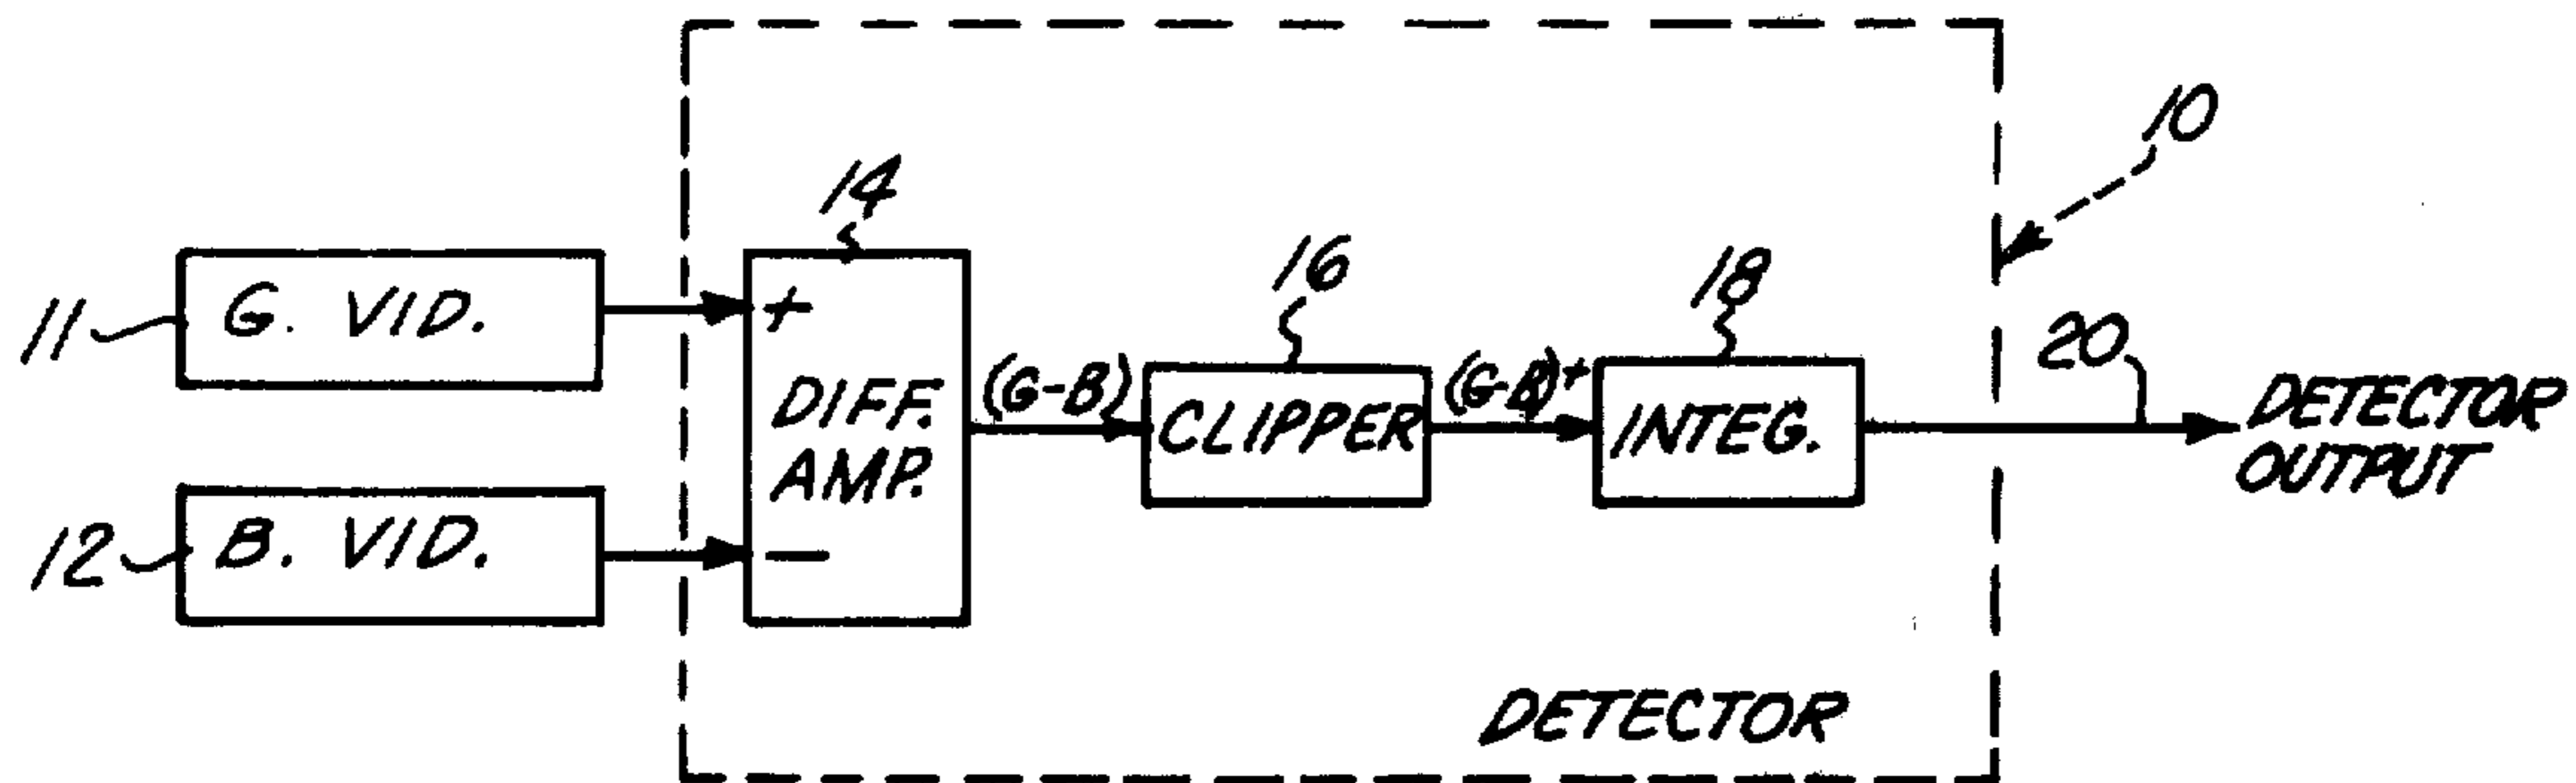 10
14
16
18
11
G. VID.
+
20
(G-B)
(G-B)+
DIFF.
AMP.
CLIPPER
INTEG.
DETECTOR
OUTPUT
12
B. VID.
−
DETECTOR